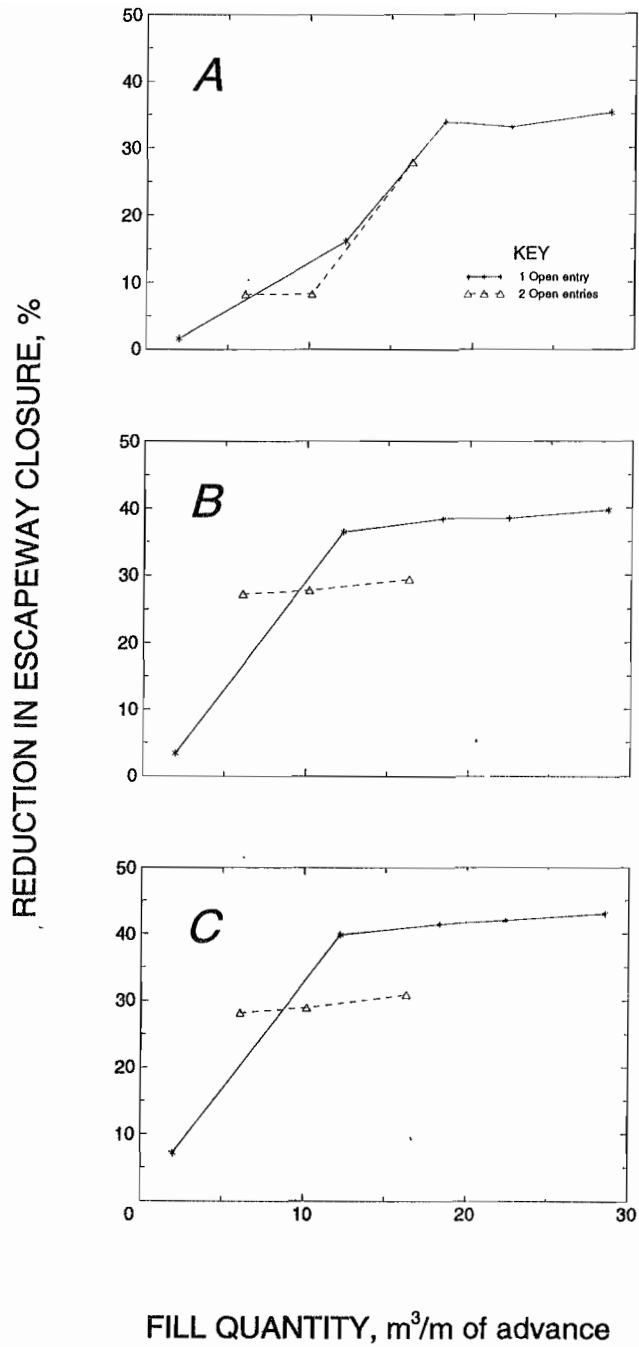 REDUCTION IN ESCAPEWAY CLOSURE, %
50
A
40
30
20
10
0
KEY
1 Open entry
2 Open entries
50
B
40
30
20
10
0
50
C
40
30
20
10
0 10 20 30
FILL QUANTITY, m³/m of advance